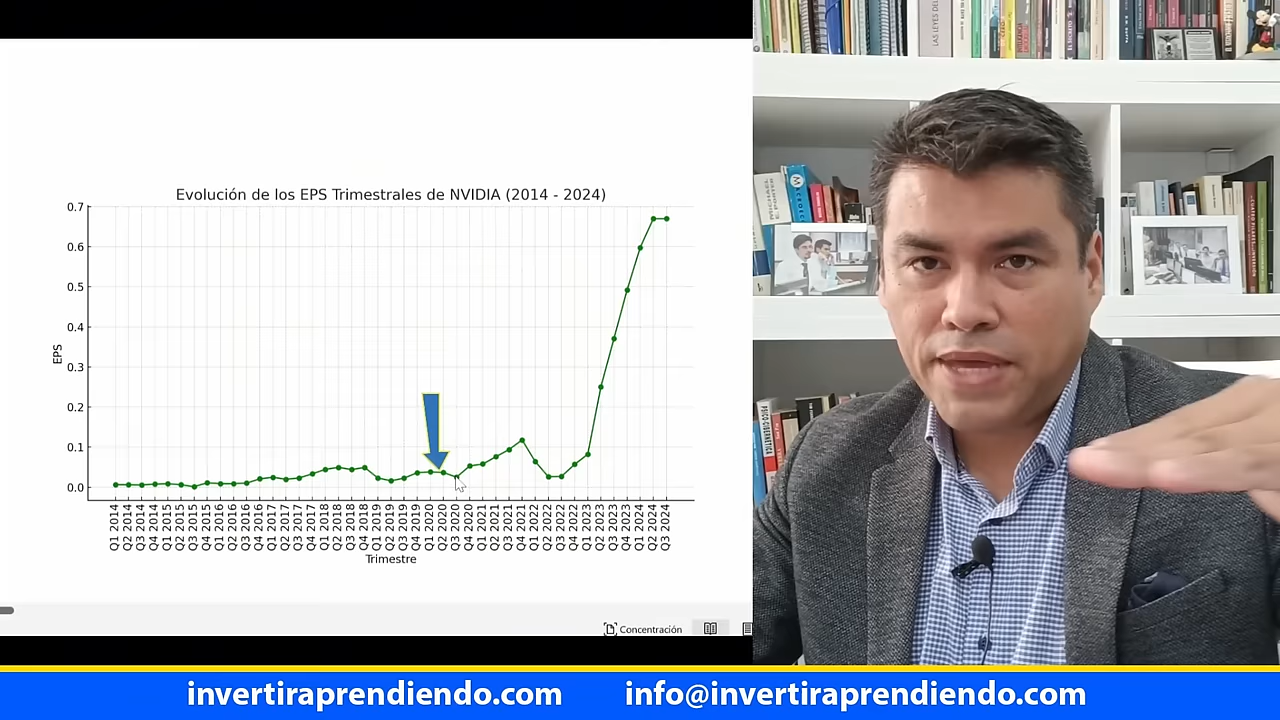 Evolución de los EPS Trimestrales de NVIDIA (2014 - 2024)
0.7
0.6
0.5
0.4
0.3
0.2
0.1
0.0
EPS
Q1 2014
Q2 2014
Q3 2014
Q4 2014
Q1 2015
Q2 2015
Q3 2015
Q4 2015
Q1 2016
Q2 2016
Q3 2016
Q4 2016
Q1 2017
Q2 2017
Q3 2017
Q4 2017
Q1 2018
Q2 2018
Q3 2018
Q4 2018
Q1 2019
Q2 2019
Q3 2019
Q4 2019
Q1 2020
Q2 2020
Q3 2020
Q4 2020
Q1 2021
Q2 2021
Q3 2021
Q4 2021
Q1 2022
Q2 2022
Q3 2022
Q4 2022
Q1 2023
Q2 2023
Q3 2023
Q4 2023
Q1 2024
Q2 2024
Q3 2024
Trimestre
Concentración
LAS LEYES DEL
PSICO-CIBERNETICA
invertiraprendiendo.com
info@invertiraprendiendo.com